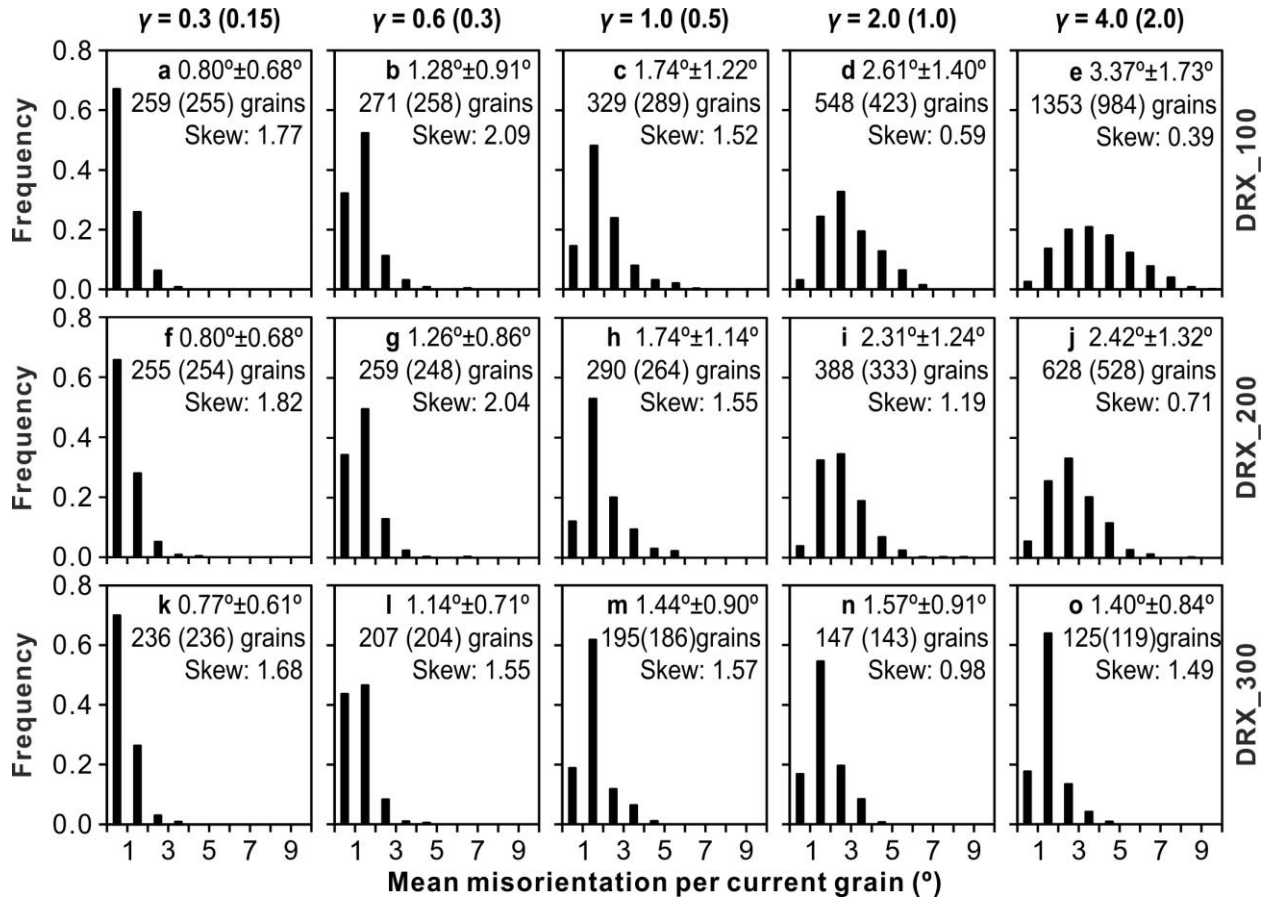 γ = 0.3 (0.15) γ = 0.6 (0.3) γ = 1.0 (0.5) γ = 2.0 (1.0) γ = 4.0 (2.0)
Frequency
0.8
0.6
0.4
0.2
0.0
a 0.80º±0.68º
259 (255) grains
Skew: 1.77
b 1.28º±0.91º
271 (258) grains
Skew: 2.09
c 1.74º±1.22º
329 (289) grains
Skew: 1.52
d 2.61º±1.40º
548 (423) grains
Skew: 0.59
e 3.37º±1.73º
1353 (984) grains
Skew: 0.39
DRX_100
Frequency
0.8
0.6
0.4
0.2
0.0
f 0.80º±0.68º
255 (254) grains
Skew: 1.82
g 1.26º±0.86º
259 (248) grains
Skew: 2.04
h 1.74º±1.14º
290 (264) grains
Skew: 1.55
i 2.31º±1.24º
388 (333) grains
Skew: 1.19
j 2.42º±1.32º
628 (528) grains
Skew: 0.71
DRX_200
Frequency
0.8
0.6
0.4
0.2
0.0
k 0.77º±0.61º
236 (236) grains
Skew: 1.68
l 1.14º±0.71º
207 (204) grains
Skew: 1.55
m 1.44º±0.90º
195(186)grains
Skew: 1.57
n 1.57º±0.91º
147 (143) grains
Skew: 0.98
o 1.40º±0.84º
125(119)grains
Skew: 1.49
DRX_300
1 3 5 7 9 1 3 5 7 9 1 3 5 7 9 1 3 5 7 9 1 3 5 7 9
Mean misorientation per current grain (º)